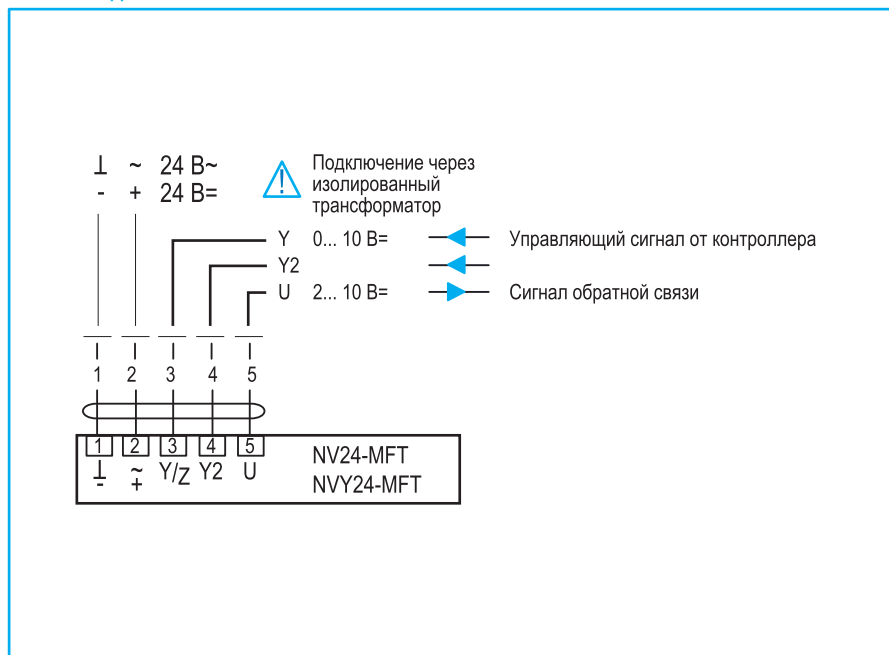 ⊥ ~ 24 В~
- + 24 В=
Подключение через
изолированный
трансформатор
Y 0... 10 В= Управляющий сигнал от контроллера
Y2
U 2... 10 В= Сигнал обратной связи
1 2 3 4 5
1 2 3 4 5
⊥ ~ Y/Z Y2 U
- +
NV24-MFT
NVY24-MFT